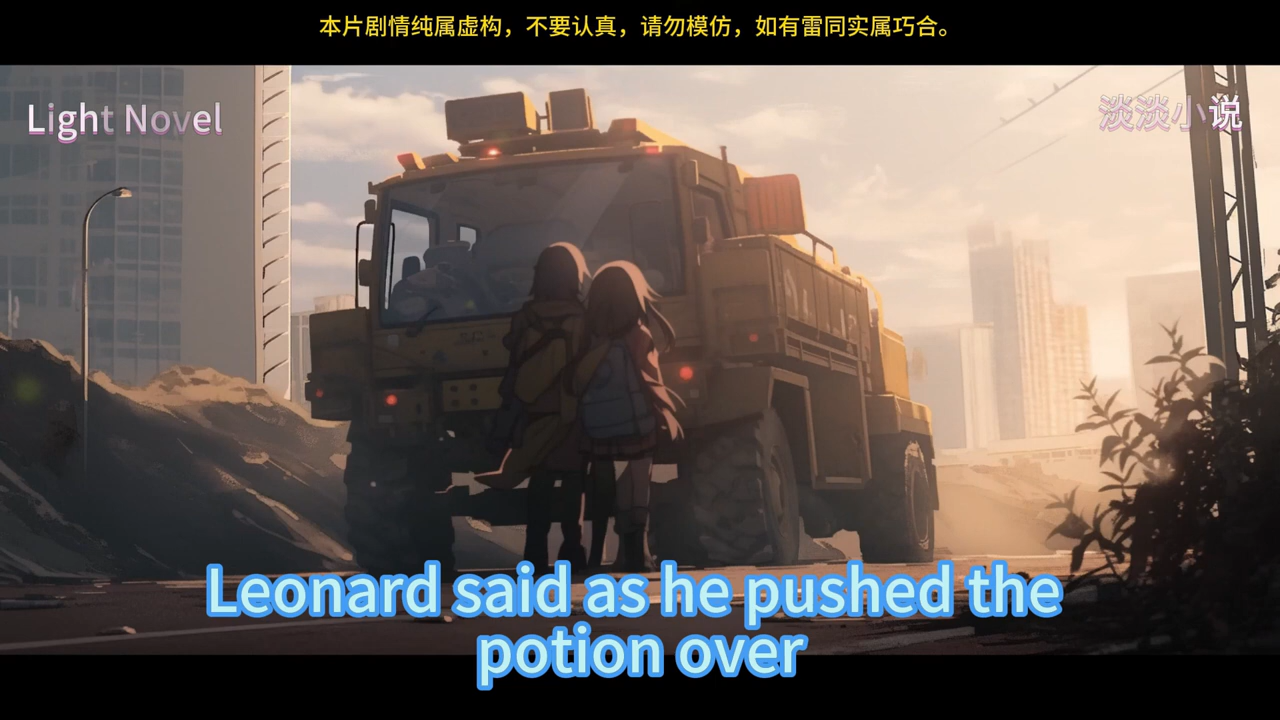 本片剧情纯属虚构，不要认真，请勿模仿，如有雷同实属巧合。
Light Novel
淡淡小说
Leonard said as he pushed the
potion over